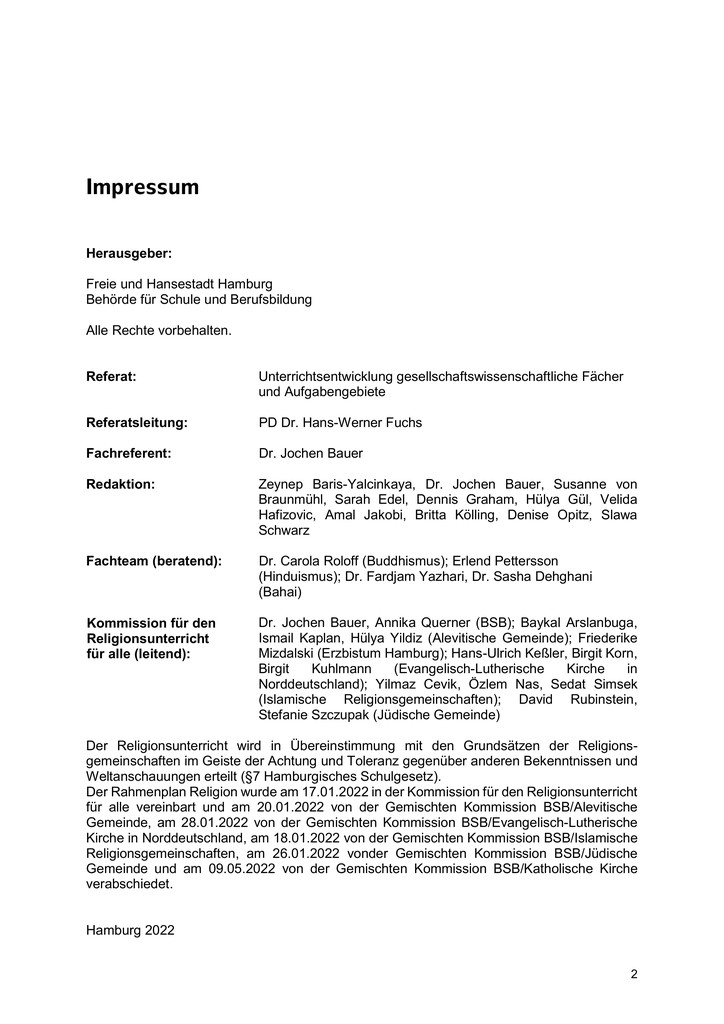 Impressum
Herausgeber:
Freie und Hansestadt Hamburg
Behörde für Schule und Berufsbildung
Alle Rechte vorbehalten.
Referat: Unterrichtsentwicklung gesellschaftswissenschaftliche Fächer
und Aufgabengebiete
Referatsleitung: PD Dr. Hans-Werner Fuchs
Fachreferent: Dr. Jochen Bauer
Redaktion: Zeynep Baris-Yalcinkaya, Dr. Jochen Bauer, Susanne von
Braunmühl, Sarah Edel, Dennis Graham, Hülya Gül, Velida
Hafizovic, Amal Jakobi, Britta Kölling, Denise Opitz, Slawa
Schwarz
Fachteam (beratend): Dr. Carola Roloff (Buddhismus); Erlend Pettersson
(Hinduismus); Dr. Fardjam Yazhari, Dr. Sasha Dehghani
(Bahai)
Kommission für den Dr. Jochen Bauer, Annika Querner (BSB); Baykal Arslanbuga,
Religionsunterricht Ismail Kaplan, Hülya Yildiz (Alevitische Gemeinde); Friederike
für alle (leitend): Mizdalski (Erzbistum Hamburg); Hans-Ulrich Keßler, Birgit Korn,
Birgit Kuhlmann (Evangelisch-Lutherische Kirche in
Norddeutschland); Yilmaz Cevik, Özlem Nas, Sedat Simsek
(Islamische Religionsgemeinschaften); David Rubinstein,
Stefanie Szczupak (Jüdische Gemeinde)
Der Religionsunterricht wird in Übereinstimmung mit den Grundsätzen der Religions-
gemeinschaften im Geiste der Achtung und Toleranz gegenüber anderen Bekenntnissen und
Weltanschauungen erteilt (§7 Hamburgisches Schulgesetz).
Der Rahmenplan Religion wurde am 17.01.2022 in der Kommission für den Religionsunterricht
für alle vereinbart und am 20.01.2022 von der Gemischten Kommission BSB/Alevitische
Gemeinde, am 28.01.2022 von der Gemischten Kommission BSB/Evangelisch-Lutherische
Kirche in Norddeutschland, am 18.01.2022 von der Gemischten Kommission BSB/Islamische
Religionsgemeinschaften, am 26.01.2022 vonder Gemischten Kommission BSB/Jüdische
Gemeinde und am 09.05.2022 von der Gemischten Kommission BSB/Katholische Kirche
verabschiedet.
Hamburg 2022
2